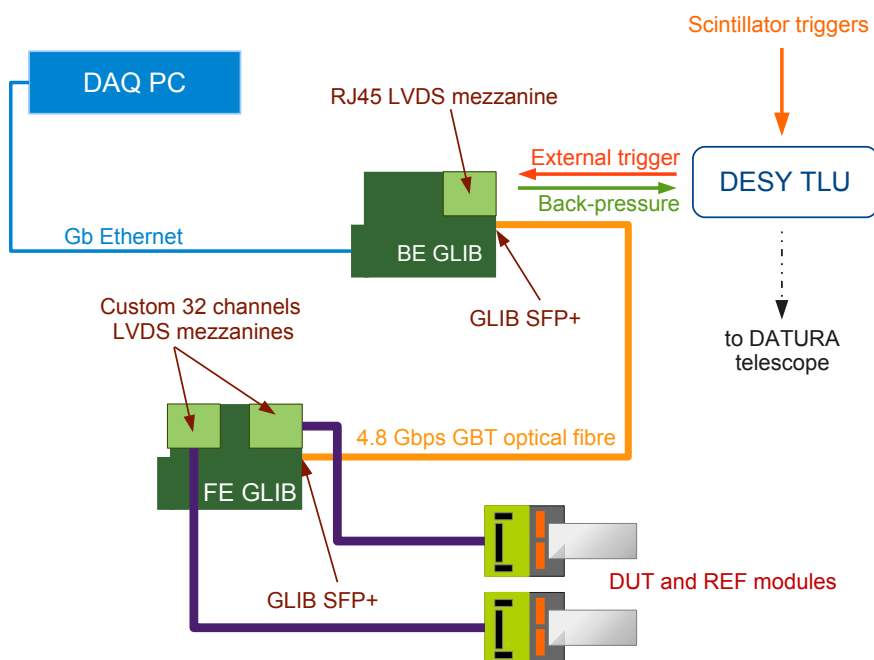 Scintillator triggers
DAQ PC
RJ45 LVDS mezzanine
External trigger
DESY TLU
Back-pressure
Gb Ethernet
BE GLIB
Custom 32 channels
LVDS mezzanines
GLIB SFP+
to DATURA
telescope
4.8 Gbps GBT optical fibre
FE GLIB
DUT and REF modules
GLIB SFP+